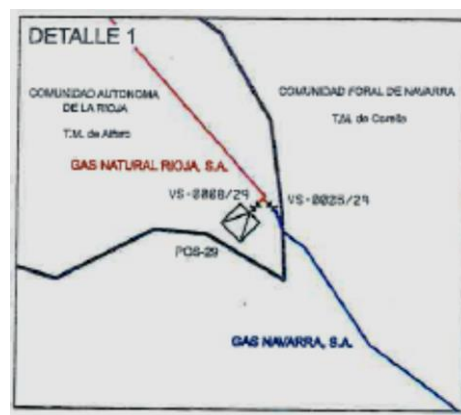 DETALLE 1
COMUNIDAD AUTONOMA
DE LA RIOJA
T.M. de Alfaro
COMUNIDAD FORAL DE NAVARRA
T.M. de Corella
GAS NATURAL RIOJA, S.A.
VS-0008/29
VS-0025/29
POS-29
GAS NAVARRA, S.A.